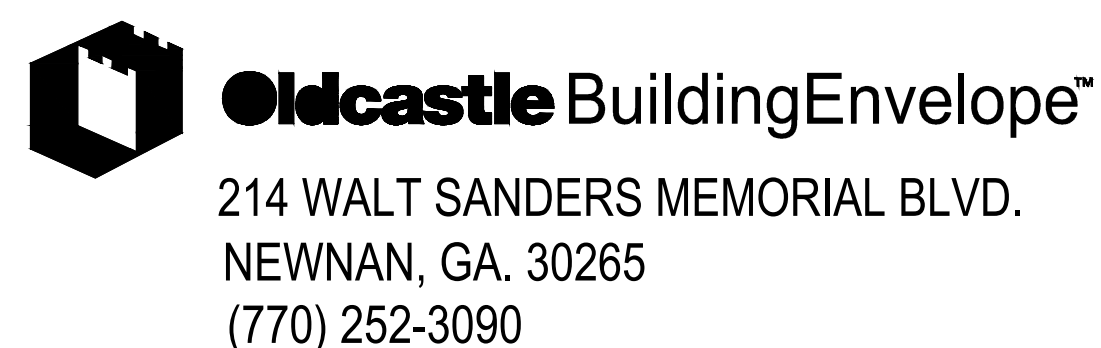 Oldcastle BuildingEnvelope™
214 WALT SANDERS MEMORIAL BLVD.
NEWNAN, GA. 30265
(770) 252-3090